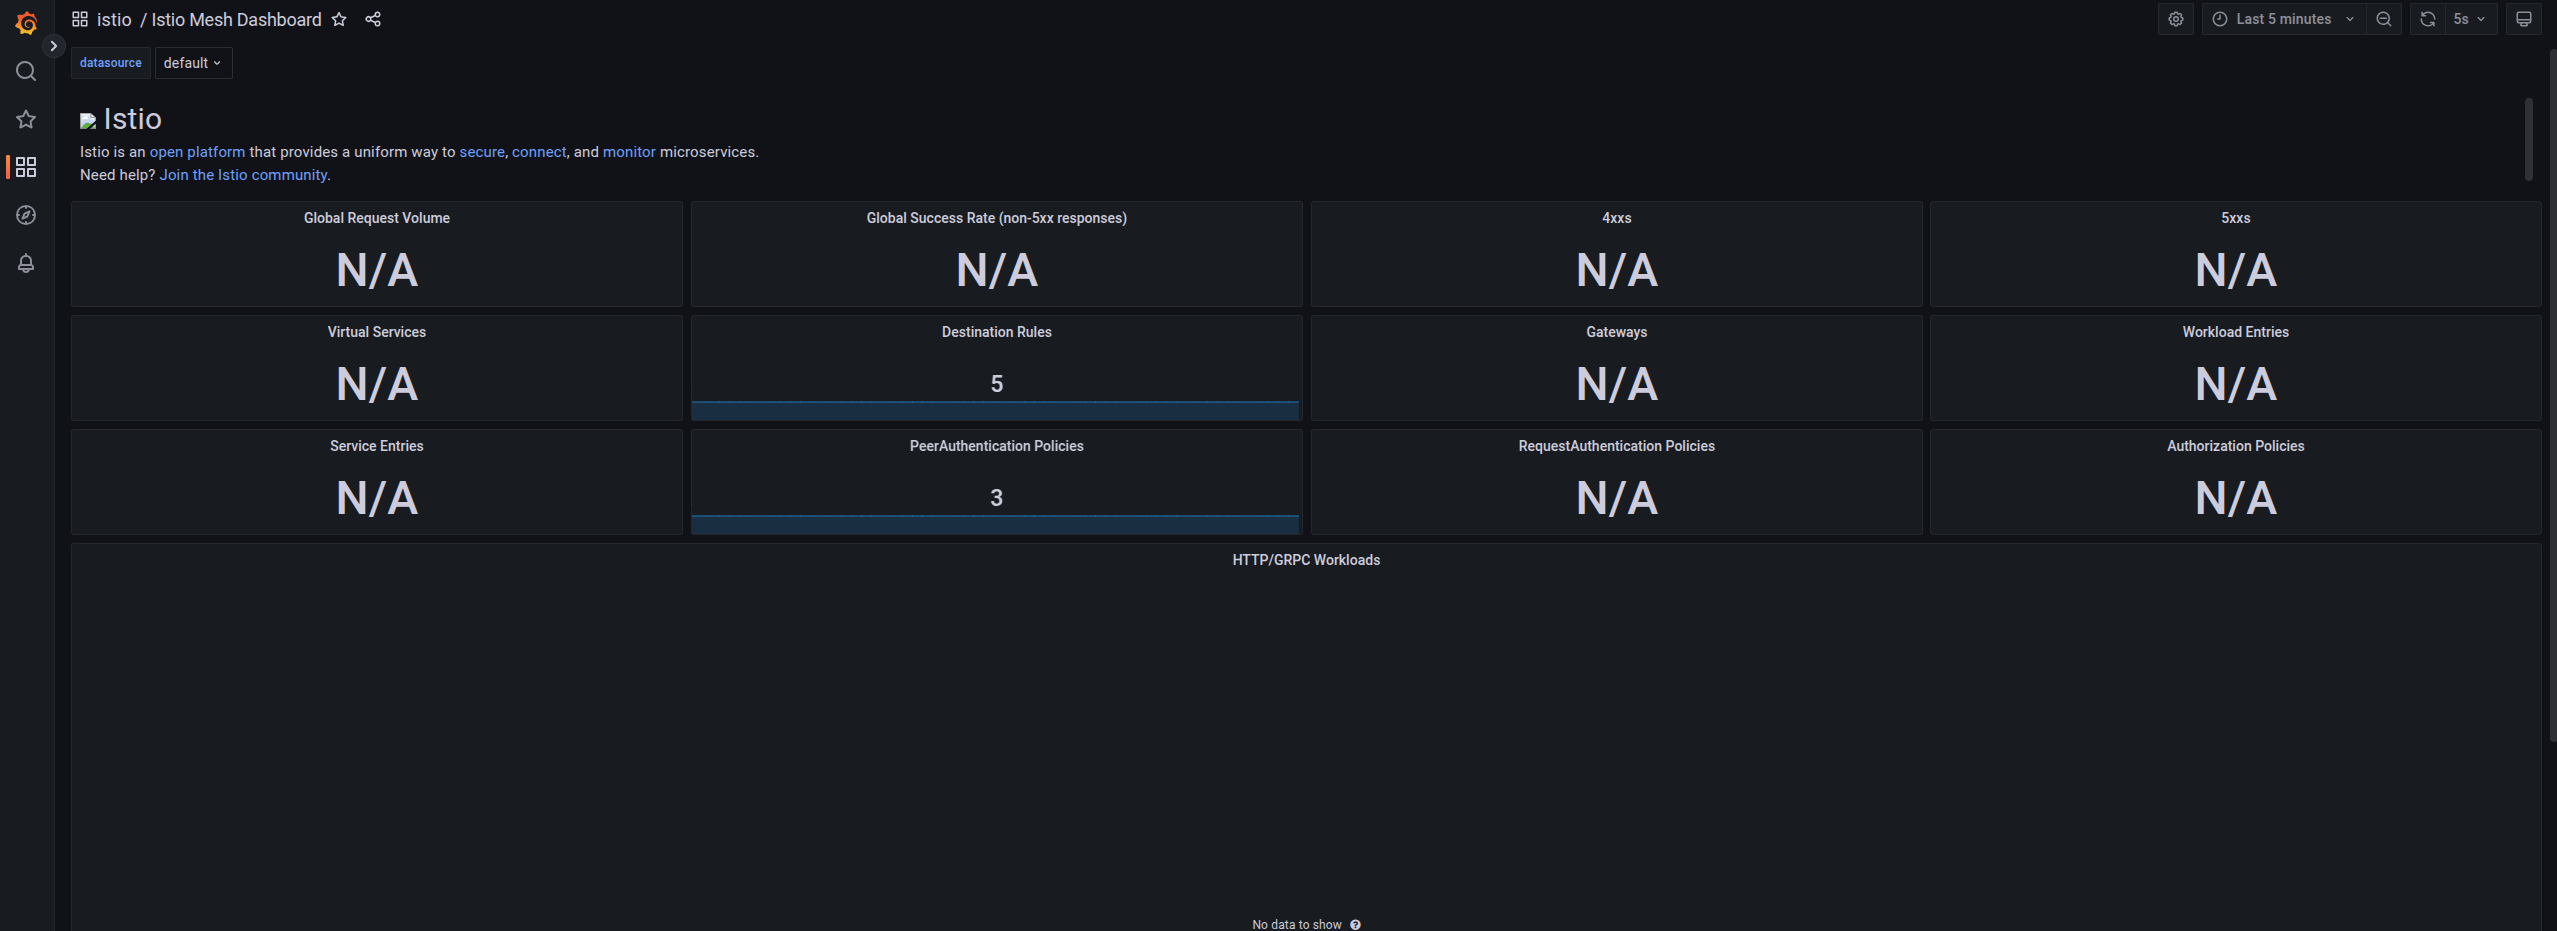 istio / Istio Mesh Dashboard
Last 5 minutes
5s
datasource
default
Istio
Istio is an open platform that provides a uniform way to secure, connect, and monitor microservices.
Need help? Join the Istio community.
Global Request Volume
N/A
Global Success Rate (non-5xx responses)
N/A
4xxs
N/A
5xxs
N/A
Virtual Services
N/A
Destination Rules
5
Gateways
N/A
Workload Entries
N/A
Service Entries
N/A
PeerAuthentication Policies
3
RequestAuthentication Policies
N/A
Authorization Policies
N/A
HTTP/GRPC Workloads
No data to show